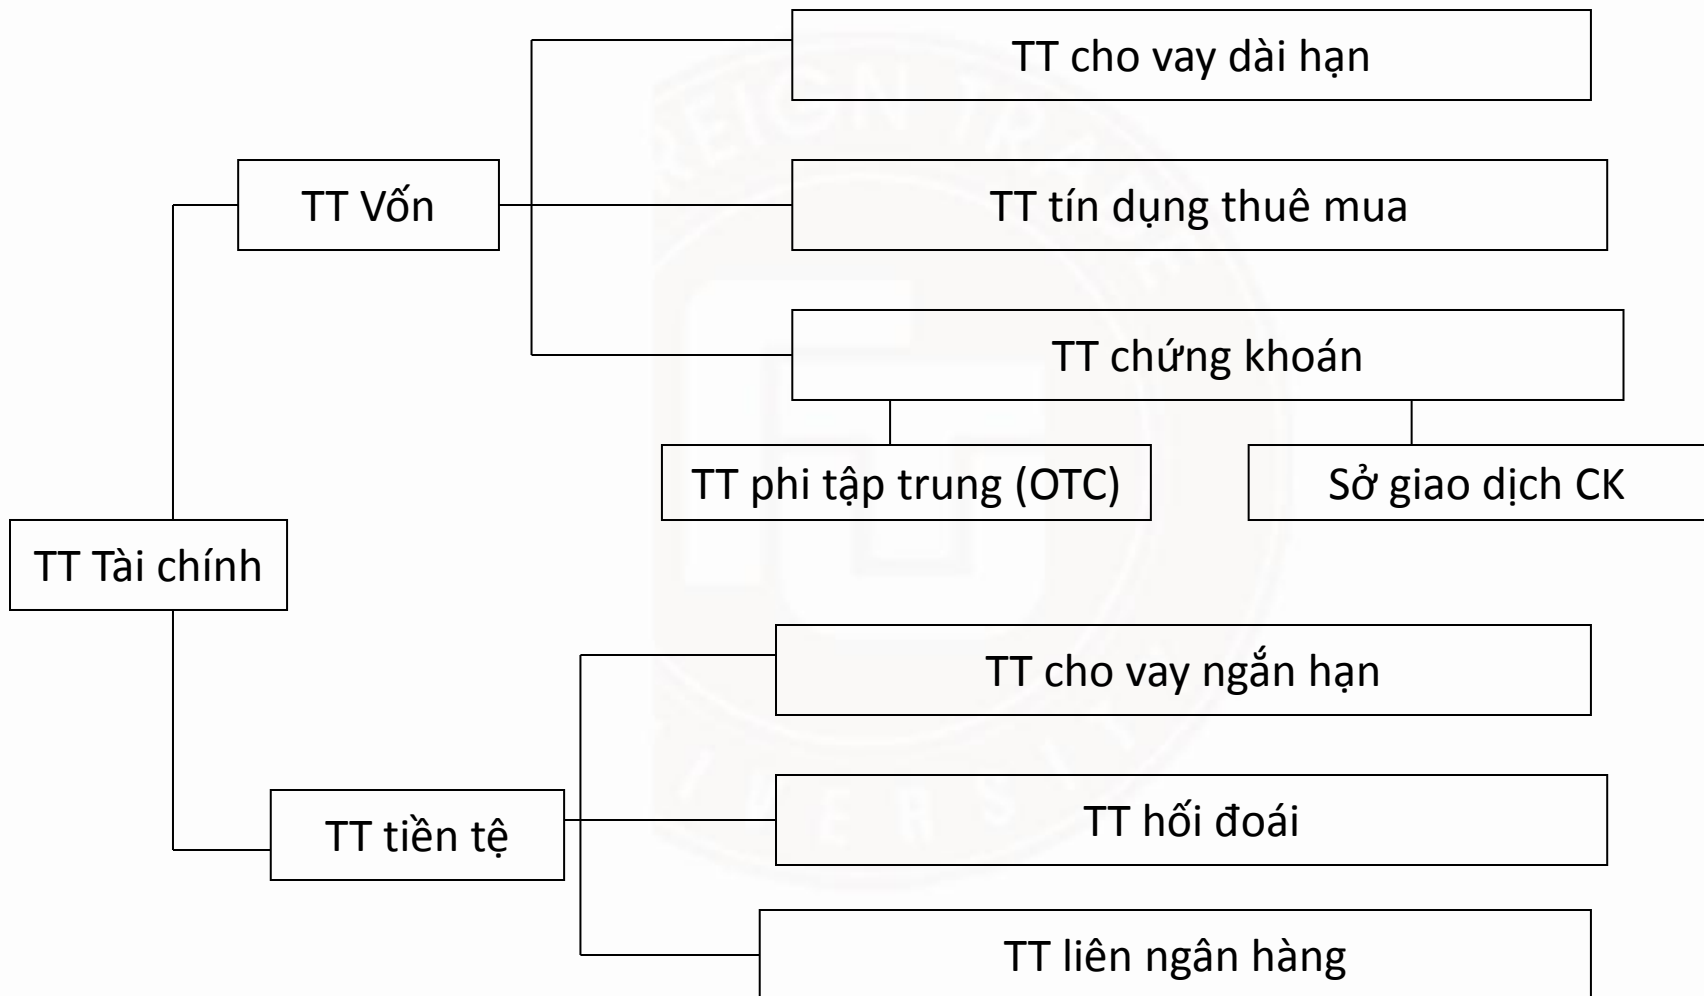 TT cho vay dài hạn
TT Vốn
TT tín dụng thuê mua
TT chứng khoán
TT phi tập trung (OTC)
Sở giao dịch CK
TT Tài chính
TT cho vay ngắn hạn
TT tiền tệ
TT hối đoái
TT liên ngân hàng